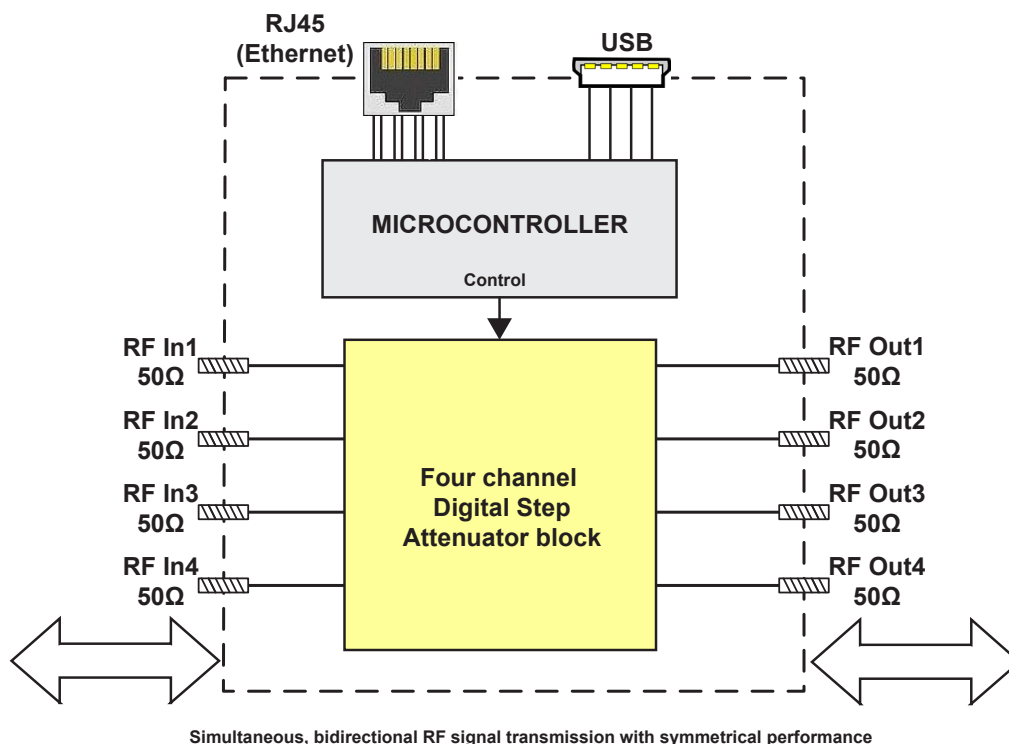 RJ45
(Ethernet)
USB
MICROCONTROLLER
Control
RF In1
50Ω
RF Out1
50Ω
RF In2
50Ω
RF Out2
50Ω
Four channel
Digital Step
Attenuator block
RF In3
50Ω
RF Out3
50Ω
RF In4
50Ω
RF Out4
50Ω
Simultaneous, bidirectional RF signal transmission with symmetrical performance